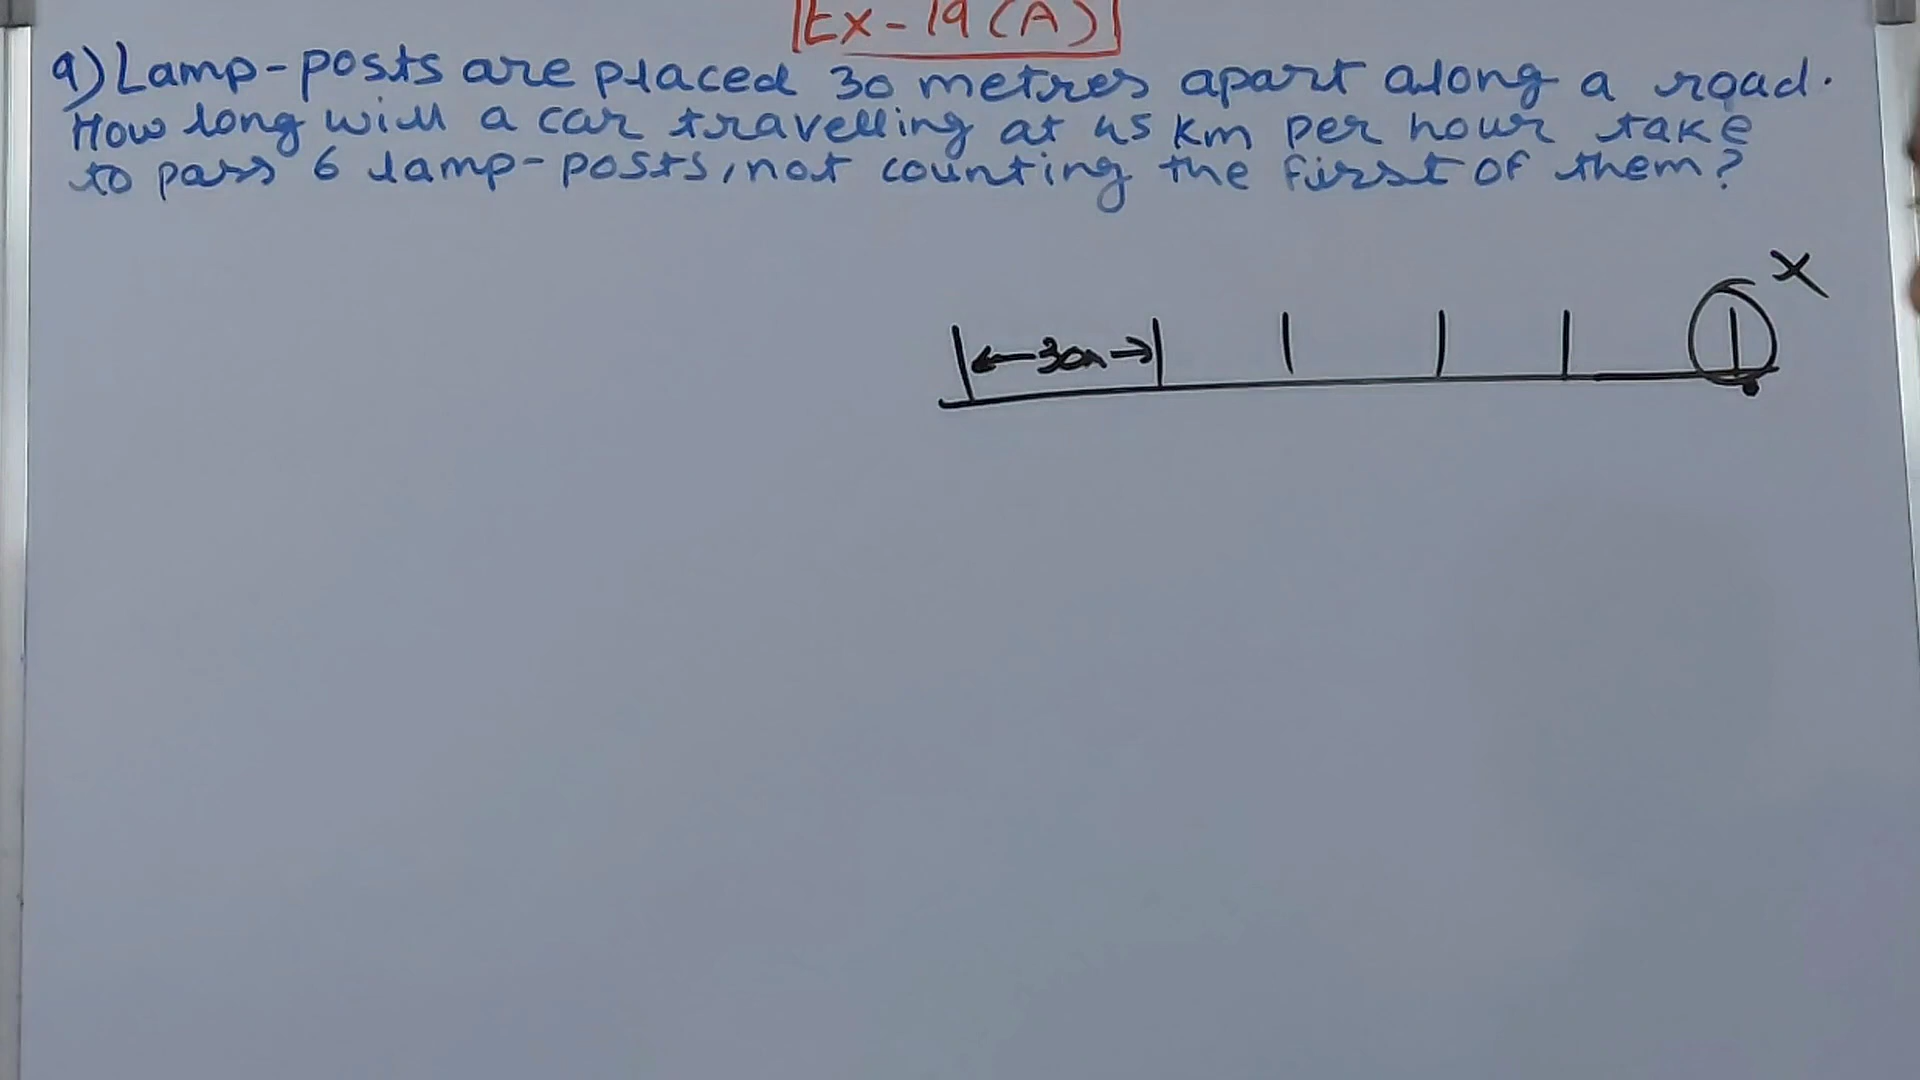 Ex-19(A)
9) Lamp-posts are placed 30 metres apart along a road.
How long will a car travelling at 45 km per hour take
to pass 6 lamp-posts, not counting the first of them?
x
30m